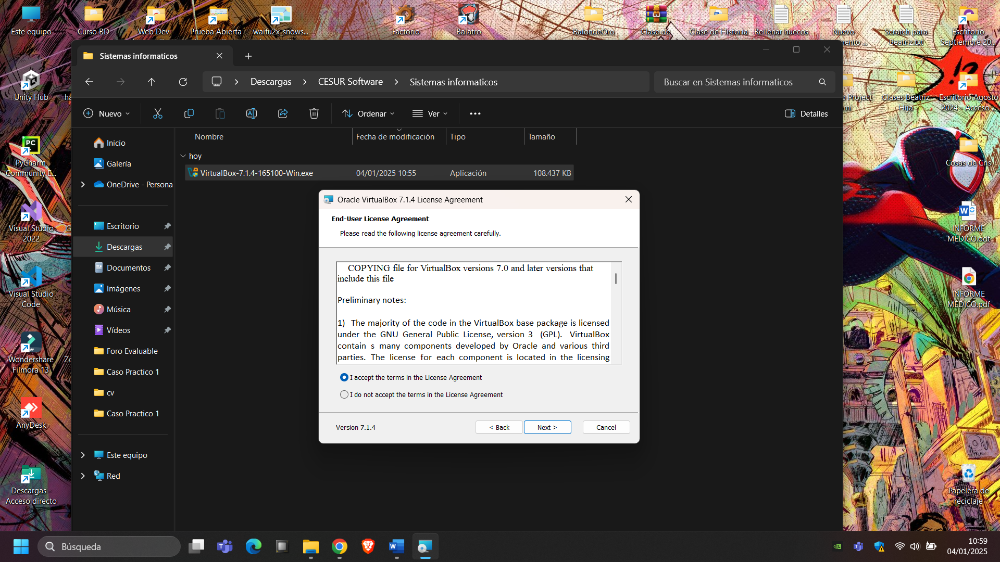 Este equipo
Curso BD
Web Dev -
Prueba Abierta -
waifu2x_snows...
Factorio
Balatro
BalondeOro
Clase de
Clase de Historia
Rellenar huecos
Nuevo
Scratch para
Beatriz.txt
Escritorio
Septiembre 20...
Sistemas informaticos
Descargas
CESUR Software
Sistemas informaticos
Buscar en Sistemas informaticos
Unity Hub
Nuevo
Ordenar
Ver
Detalles
Project
Clases Beatriz
Hija
Escritorio Agosto
2024 - Acceso ...
Nombre
Fecha de modificación
Tipo
Tamaño
hoy
VirtualBox-7.1.4-165100-Win.exe
04/01/2025 10:55
Aplicación
108.437 KB
Inicio
Galería
OneDrive - Persona
Escritorio
Descargas
Documentos
Imágenes
Música
Vídeos
Foro Evaluable
Caso Practico 1
cv
Caso Practico 1
Este equipo
Red
PC
PyCharm
Community E...
Visual Studio
2022
Visual Studio
Code
Wondershare
Filmora 13
AnyDesk
Descargas -
Acceso directo
Oracle VirtualBox 7.1.4 License Agreement
End-User License Agreement
Please read the following license agreement carefully.
COPYING file for VirtualBox versions 7.0 and later versions that
include this file
Preliminary notes:
1) The majority of the code in the VirtualBox base package is licensed
under the GNU General Public License, version 3 (GPL). VirtualBox
contain s many components developed by Oracle and various third
parties. The license for each component is located in the licensing
I accept the terms in the License Agreement
I do not accept the terms in the License Agreement
Version 7.1.4
< Back
Next >
Cancel
!?
Cosas de Cris
INFORME
MÉDICO.odt
INFORME
MÉDICO.pdf
Papelera de
reciclaje
Búsqueda
10:59
04/01/2025